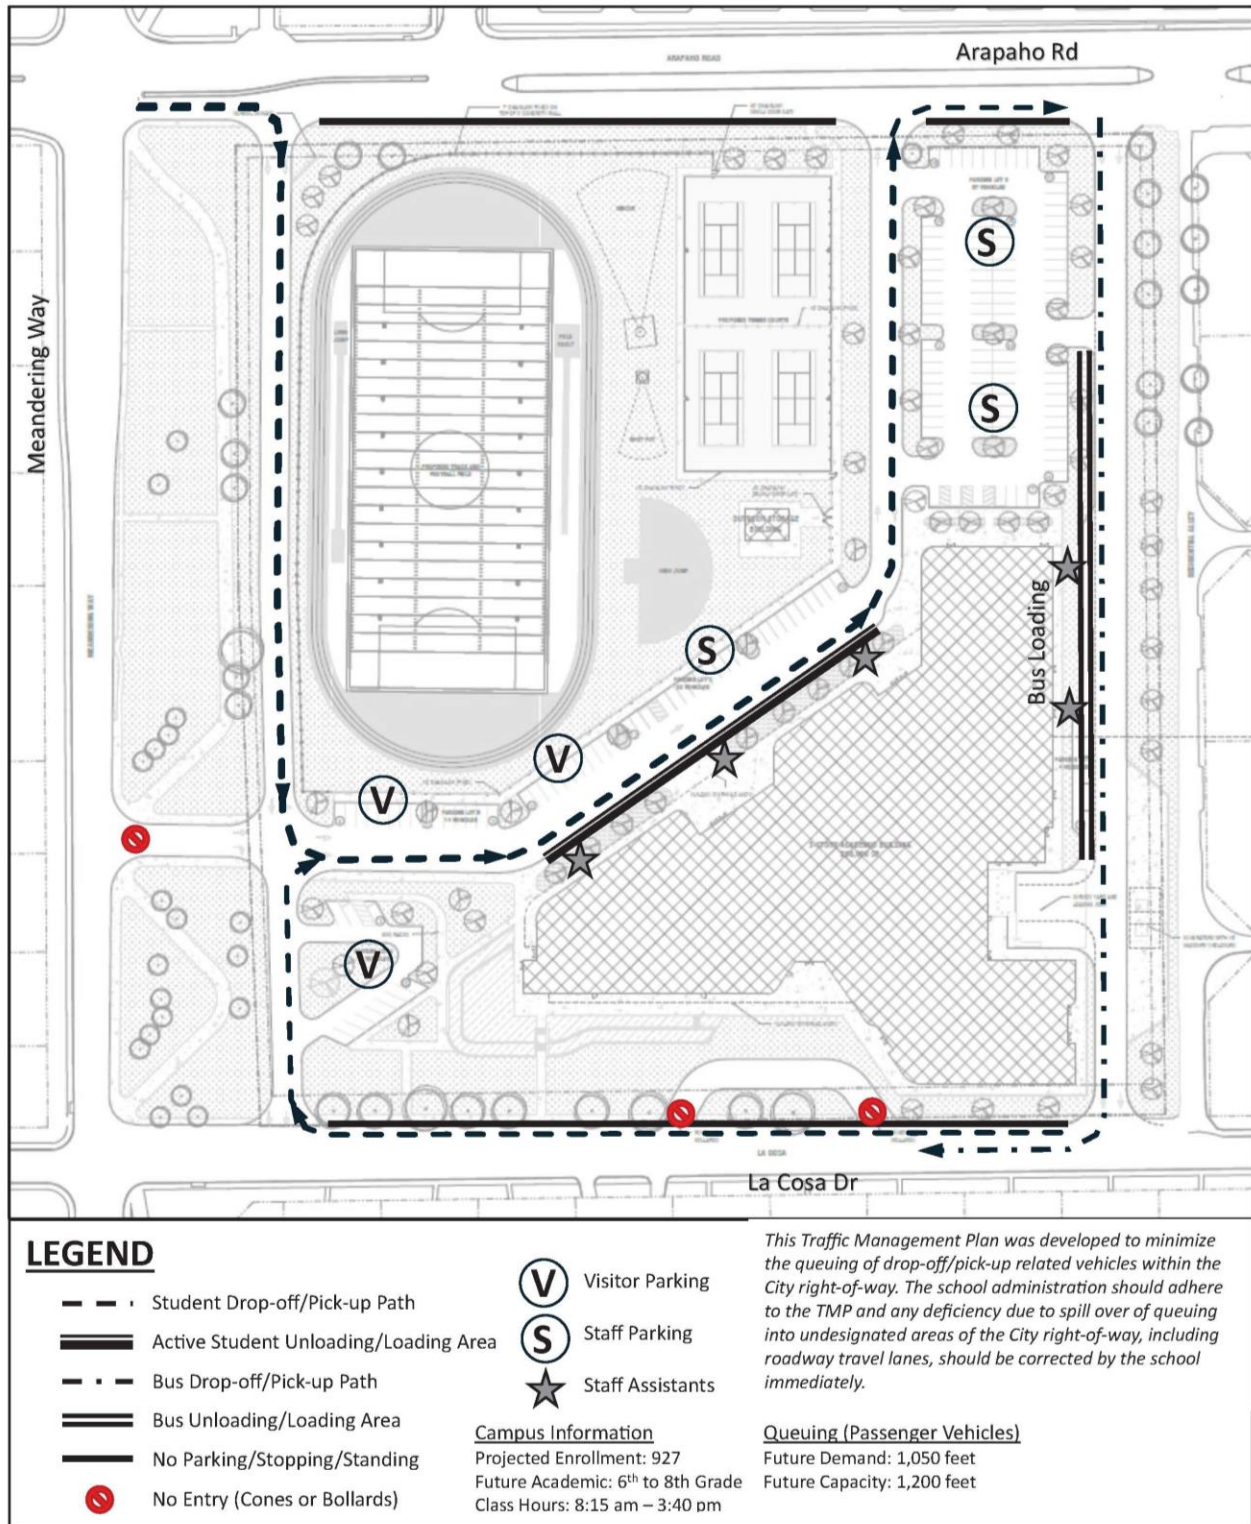 Arapaho Rd
ARAPAHO ROAD
S
S
Meandering Way
MEANDERING WAY
Bus Loading
S
V
V
V
LA COSA
La Cosa Dr
LEGEND
Student Drop-off/Pick-up Path
Active Student Unloading/Loading Area
Bus Drop-off/Pick-up Path
Bus Unloading/Loading Area
No Parking/Stopping/Standing
No Entry (Cones or Bollards)
V Visitor Parking
S Staff Parking
Staff Assistants
Campus Information
Projected Enrollment: 927
Future Academic: 6th to 8th Grade
Class Hours: 8:15 am – 3:40 pm
This Traffic Management Plan was developed to minimize
the queuing of drop-off/pick-up related vehicles within the
City right-of-way. The school administration should adhere
to the TMP and any deficiency due to spill over of queuing
into undesignated areas of the City right-of-way, including
roadway travel lanes, should be corrected by the school
immediately.
Queuing (Passenger Vehicles)
Future Demand: 1,050 feet
Future Capacity: 1,200 feet